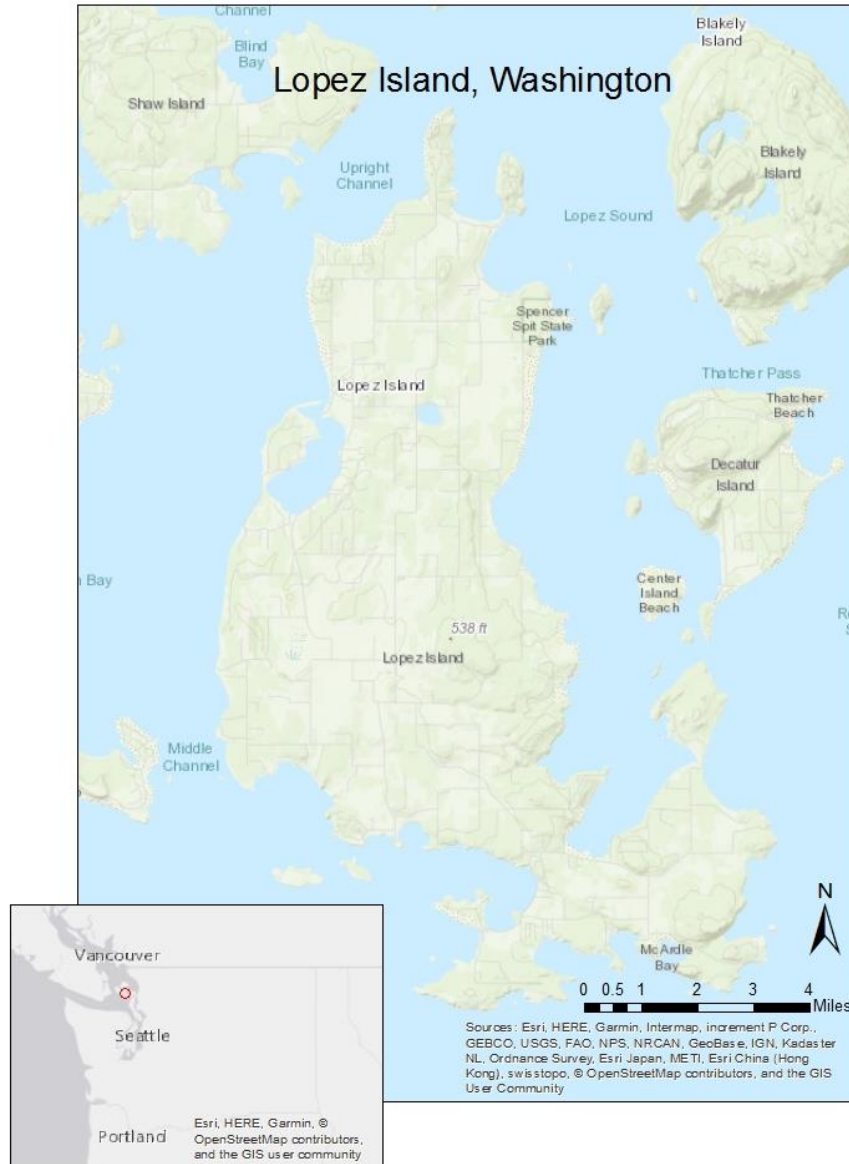 Channel
Blind
Bay
Blakely
Island
Lopez Island, Washington
Shaw Island
Blakely
Island
Upright
Channel
Lopez Sound
Spencer
Spit State
Park
Thatcher Pass
Lopez Island
Thatcher
Beach
Decatur
Island
Bay
Center
Island
Beach
538 ft
Lopez Island
Middle
Channel
N
McArdle
Bay
0 0.5 1 2 3 4
Miles
Sources: Esri, HERE, Garmin, Intermap, increment P Corp.,
GEBCO, USGS, FAO, NPS, NRCAN, GeoBase, IGN, Kadaster
NL, Ordnance Survey, Esri Japan, METI, Esri China (Hong
Kong), swisstopo, © OpenStreetMap contributors, and the GIS
User Community
Vancouver
Seattle
Portland
Esri, HERE, Garmin, ©
OpenStreetMap contributors,
and the GIS user community